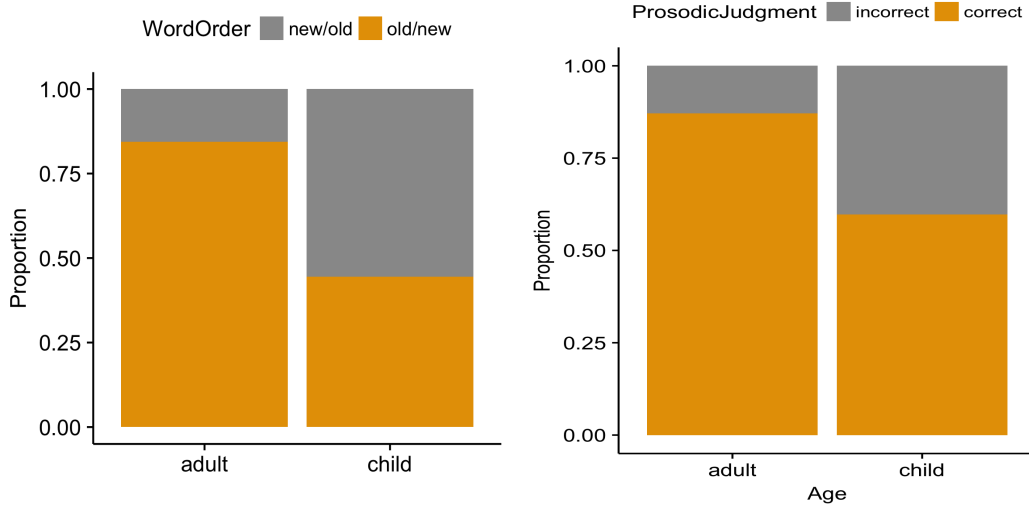 WordOrder new/old old/new
Proportion
1.00
0.75
0.50
0.25
0.00
adult child
ProsodicJudgment incorrect correct
Proportion
1.00
0.75
0.50
0.25
0.00
adult child
Age